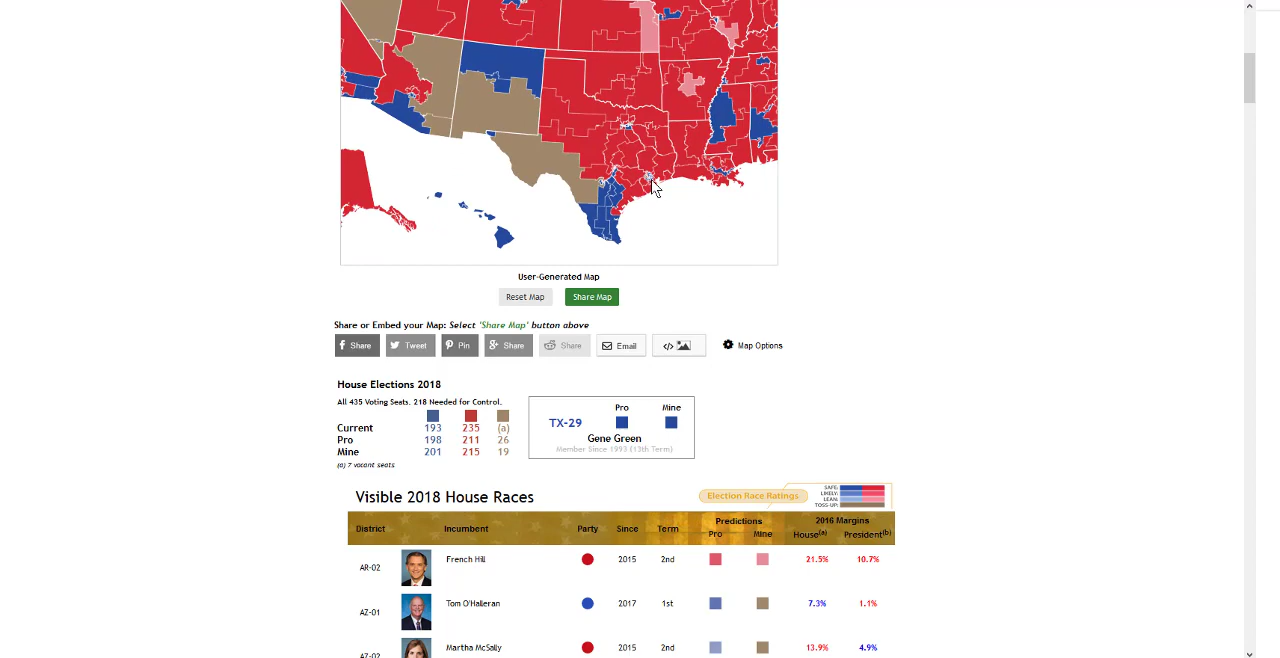 User-Generated Map
Reset Map
Share Map
Share or Embed your Map: Select 'Share Map' button above
Share
Tweet
Pin
Share
Share
Email
</>
Map Options
House Elections 2018
All 435 Voting Seats. 218 Needed for Control.
Current 193 235 (a)
Pro 198 211 26
Mine 201 215 19
(a) 7 vacant seats
Pro Mine
TX-29
Gene Green
Member Since 1993 (13th Term)
Visible 2018 House Races
Election Race Ratings
SAFE:
LIKELY:
LEAN:
TOSS-UP:
District Incumbent Party Since Term Predictions 2016 Margins
Pro Mine House(a) President(b)
AR-02 French Hill 2015 2nd 21.5% 10.7%
AZ-01 Tom O'Halleran 2017 1st 7.3% 1.1%
AZ-02 Martha McSally 2015 2nd 13.9% 4.9%